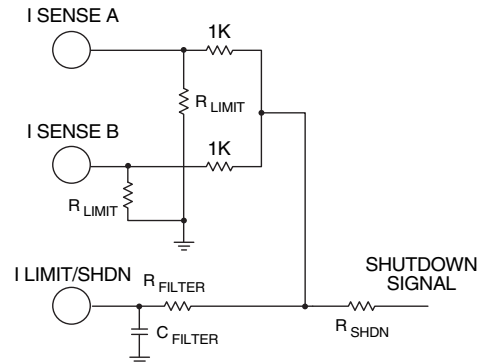 I SENSE A
1K
R LIMIT
I SENSE B
1K
R LIMIT
I LIMIT/SHDN
R FILTER
SHUTDOWN
SIGNAL
C FILTER
R SHDN